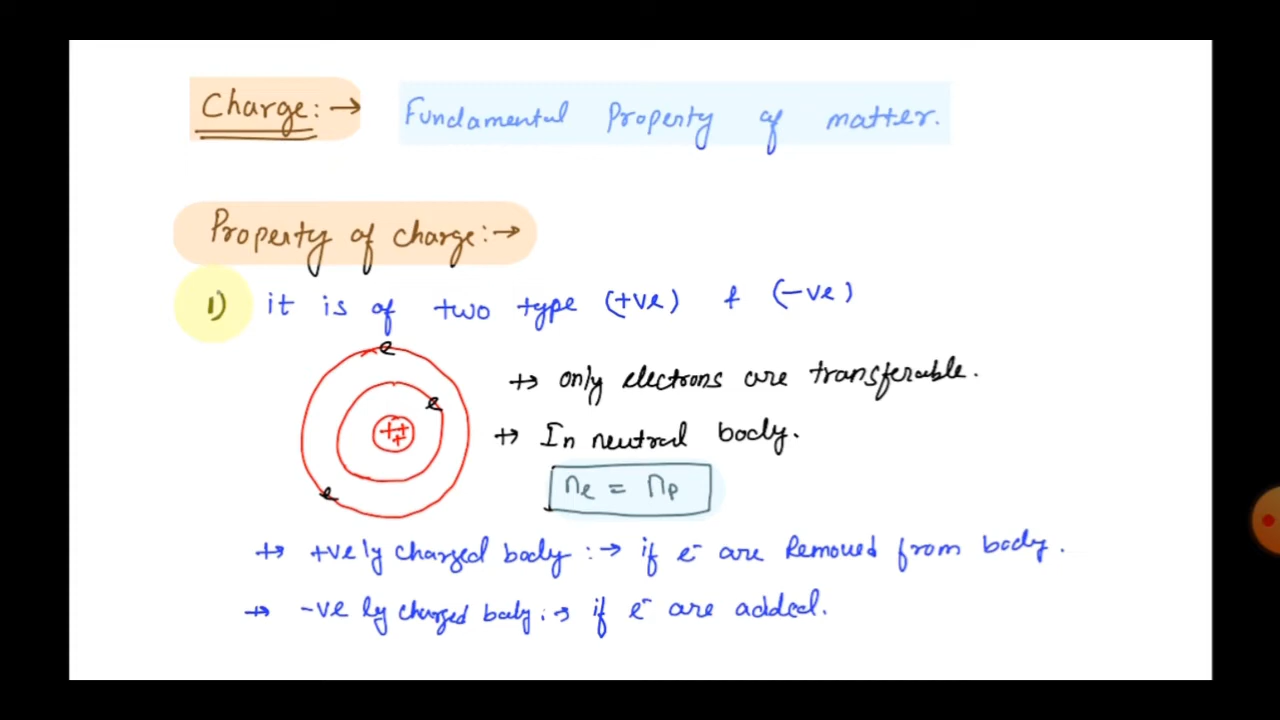 Charge:→ Fundamental Property of matter.
Property of charge:→
1) it is of two type (+ve) & (-ve)
e
→ only electrons are transferable.
e
+++
→ In neutral body.
e
ne = np
→ +vely charged body :→ if e- are Removed from body.
→ -vely charged body :→ if e- are added.